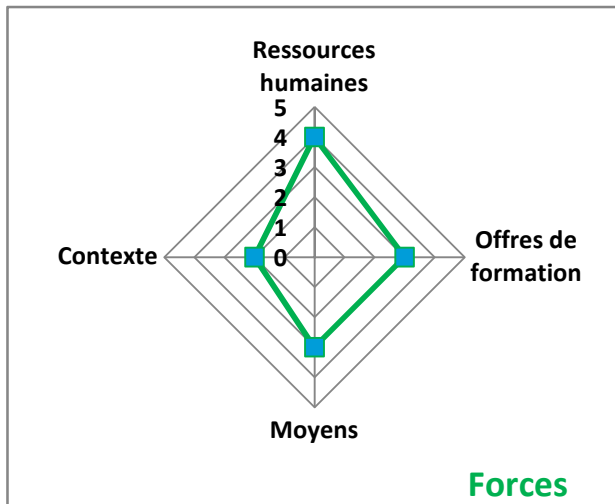 Ressources
humaines
5
4
3
2
1
0
Contexte
Offres de
formation
Moyens
Forces